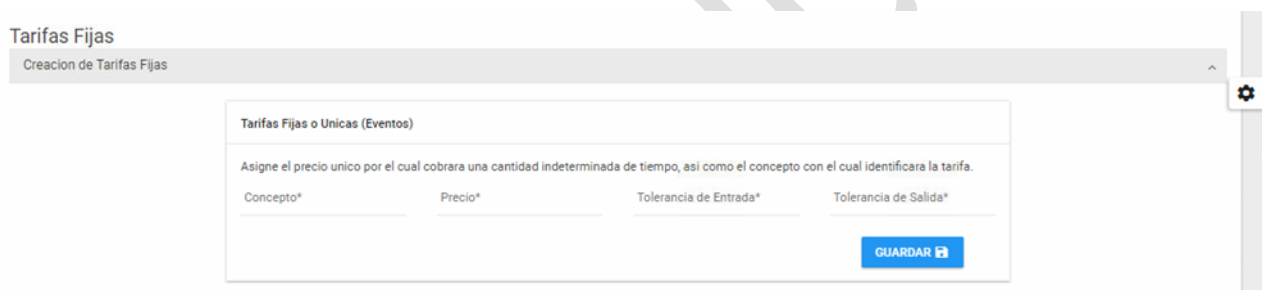 Tarifas Fijas
Creacion de Tarifas Fijas
Tarifas Fijas o Unicas (Eventos)
Asigne el precio unico por el cual cobrara una cantidad indeterminada de tiempo, asi como el concepto con el cual identificara la tarifa.
Concepto* Precio* Tolerancia de Entrada* Tolerancia de Salida*
GUARDAR